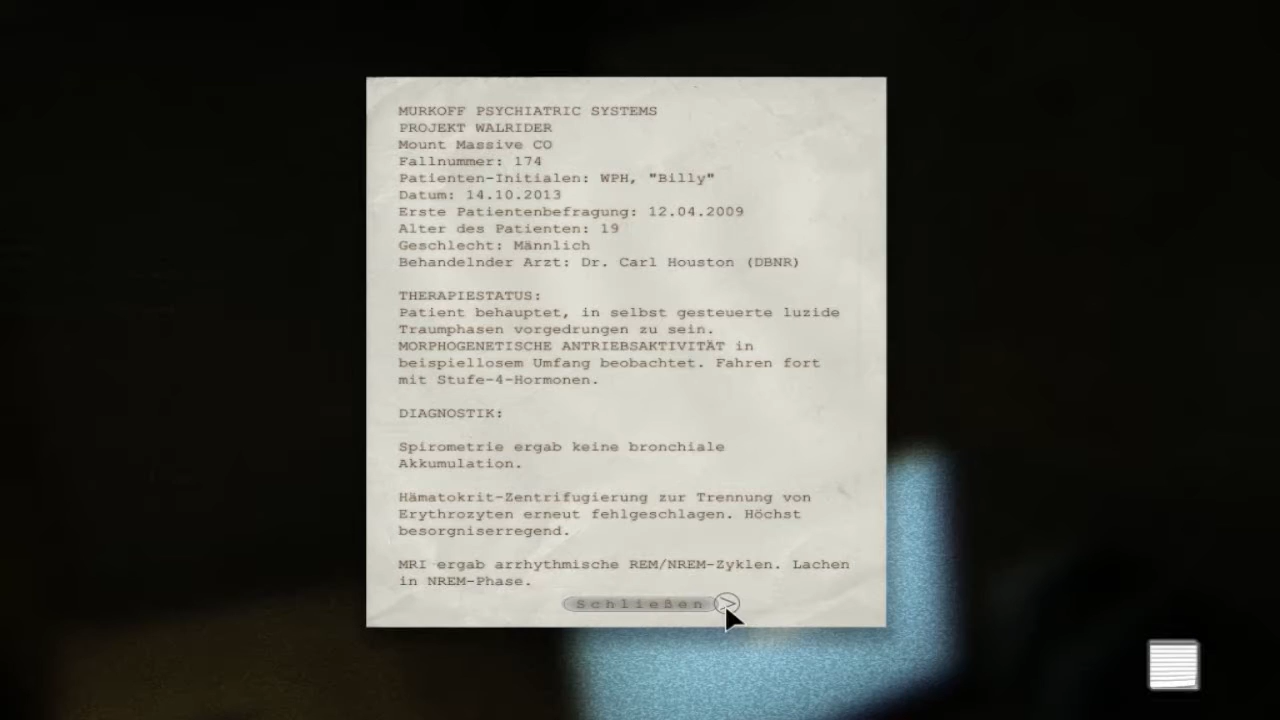 MURKOFF PSYCHIATRIC SYSTEMS
PROJEKT WALRIDER
Mount Massive CO
Fallnummer: 174
Patienten-Initialen: WPH, "Billy"
Datum: 14.10.2013
Erste Patientenbefragung: 12.04.2009
Alter des Patienten: 19
Geschlecht: Männlich
Behandelnder Arzt: Dr. Carl Houston (DBNR)
THERAPIESTATUS:
Patient behauptet, in selbst gesteuerte luzide
Traumphasen vorgedrungen zu sein.
MORPHOGENETISCHE ANTRIEBSAKTIVITÄT in
beispiellosem Umfang beobachtet. Fahren fort
mit Stufe-4-Hormonen.
DIAGNOSTIK:
Spirometrie ergab keine bronchiale
Akkumulation.
Hämatokrit-Zentrifugierung zur Trennung von
Erythrozyten erneut fehlgeschlagen. Höchst
besorgniserregend.
MRI ergab arrhythmische REM/NREM-Zyklen. Lachen
in NREM-Phase.
Schließen >